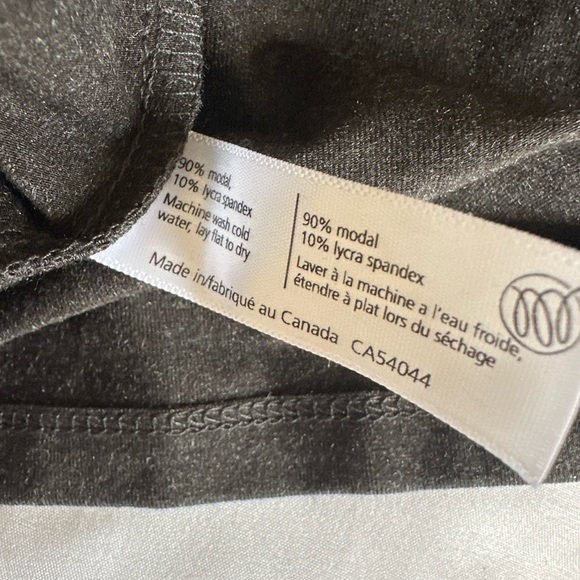 90% modal,
10% lycra spandex
Machine wash cold
water, lay flat to dry
90% modal
10% lycra spandex
Laver à la machine a l'eau froide,
étendre à plat lors du séchage
Made in/fabriqué au Canada CA54044